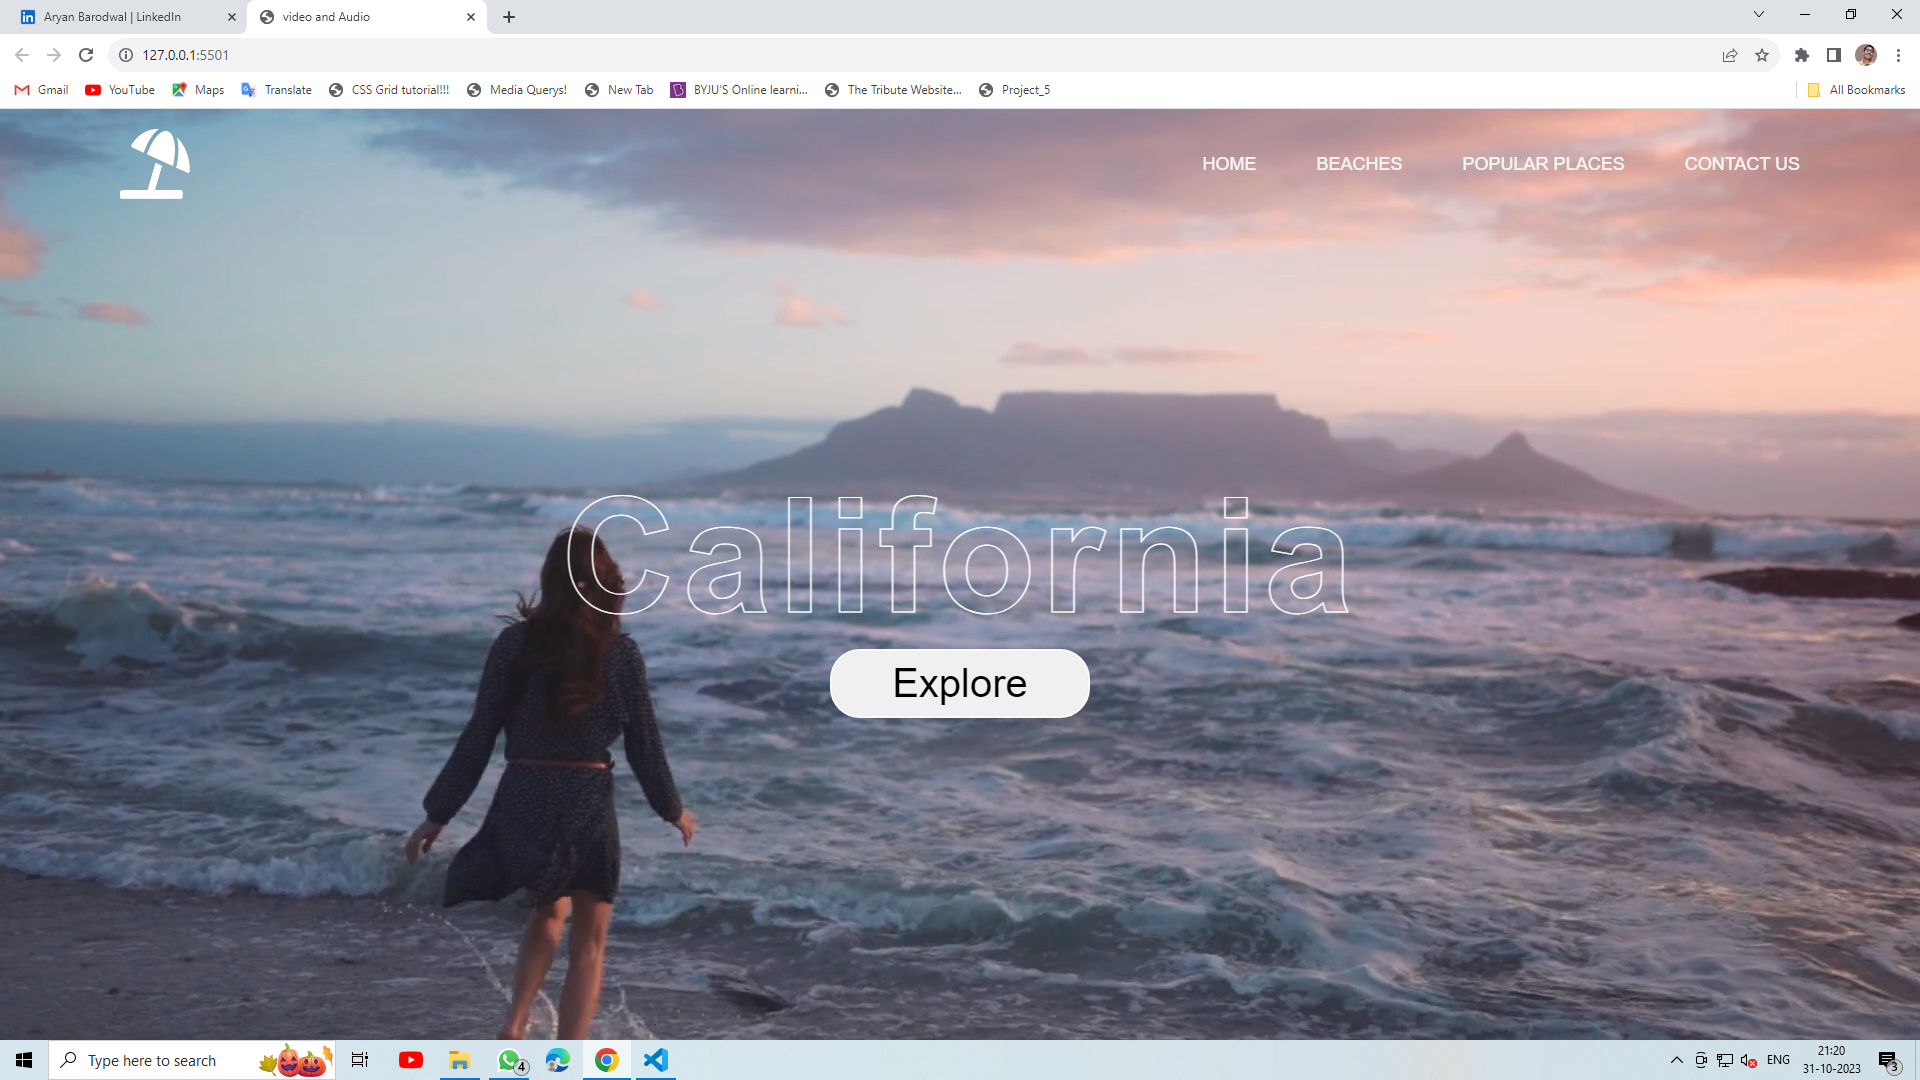 Aryan Barodwal | LinkedIn
video and Audio
127.0.0.1:5501
Gmail
YouTube
Maps
Translate
CSS Grid tutorial!!!
Media Querys!
New Tab
BYJU'S Online learni...
The Tribute Website...
Project_5
All Bookmarks
HOME
BEACHES
POPULAR PLACES
CONTACT US
California
Explore
Type here to search
4
ENG
21:20
31-10-2023
3